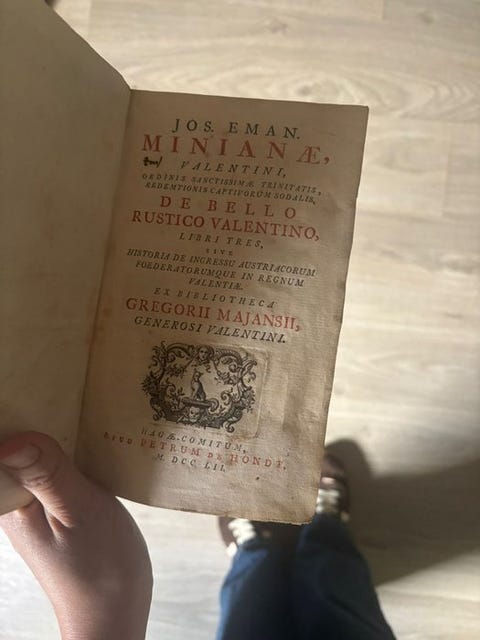 JOS. EMAN.
MINIANÆ,
VALENTINI,
ORDINIS SANCTISSIMÆ TRINITATIS,
REDEMTIONIS CAPTIVORUM SODALIS,
DE BELLO
RUSTICO VALENTINO,
LIBRI TRES,
SIVE
HISTORIA DE INGRESSU AUSTRIACORUM
FOEDERATORUMQUE IN REGNUM
VALENTIÆ.
EX BIBLIOTHECA
GREGORII MAJANSII,
GENEROSI VALENTINI.
HAGÆ-COMITUM,
APUD PETRUM DE HONDT,
M. DCC LII.